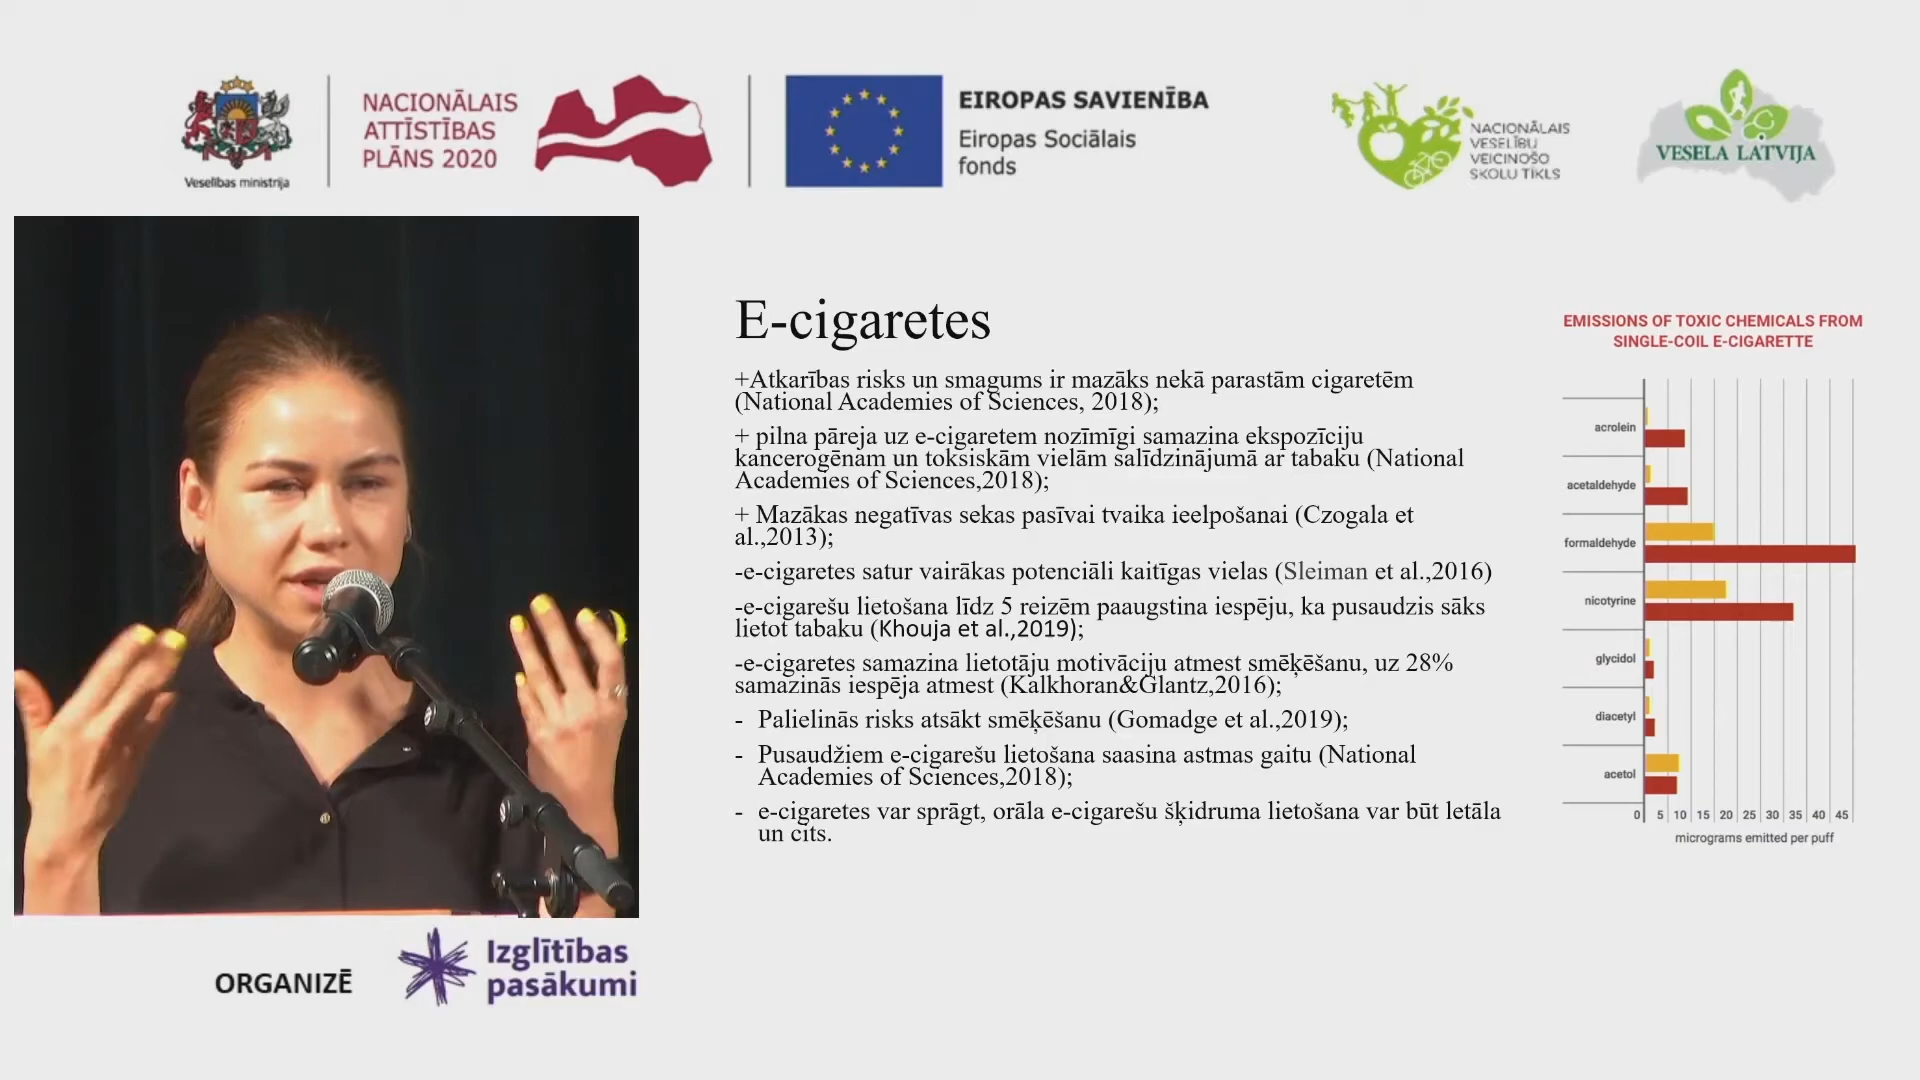 Veselības ministrija
NACIONĀLAIS
ATTĪSTĪBAS
PLĀNS 2020
EIROPAS SAVIENĪBA
Eiropas Sociālais
fonds
NACIONĀLAIS
VESELĪBU
VEICINOŠO
SKOLU TĪKLS
VESELA LATVIJA
E-cigaretes
+Atkarības risks un smagums ir mazāks nekā parastām cigaretēm
(National Academies of Sciences, 2018);
+ pilna pāreja uz e-cigaretem nozīmīgi samazina ekspozīciju
kancerogēnam un toksiskām vielām salīdzinājumā ar tabaku (National
Academies of Sciences,2018);
+ Mazākas negatīvas sekas pasīvai tvaika ieelpošanai (Czogala et
al.,2013);
-e-cigaretes satur vairākas potenciāli kaitīgas vielas (Sleiman et al.,2016)
-e-cigarešu lietošana līdz 5 reizēm paaugstina iespēju, ka pusaudzis sāks
lietot tabaku (Khouja et al.,2019);
-e-cigaretes samazina lietotāju motivāciju atmest smēķēšanu, uz 28%
samazinās iespēja atmest (Kalkhoran&Glantz,2016);
- Palielinās risks atsākt smēķēšanu (Gomadge et al.,2019);
- Pusaudžiem e-cigarešu lietošana saasina astmas gaitu (National
Academies of Sciences,2018);
- e-cigaretes var sprāgt, orāla e-cigarešu šķidruma lietošana var būt letāla
un cits.
EMISSIONS OF TOXIC CHEMICALS FROM
SINGLE-COIL E-CIGARETTE
acrolein
acetaldehyde
formaldehyde
nicotyrine
glycidol
diacetyl
acetol
0 5 10 15 20 25 30 35 40 45
micrograms emitted per puff
ORGANIZĒ
Izglītības
pasākumi